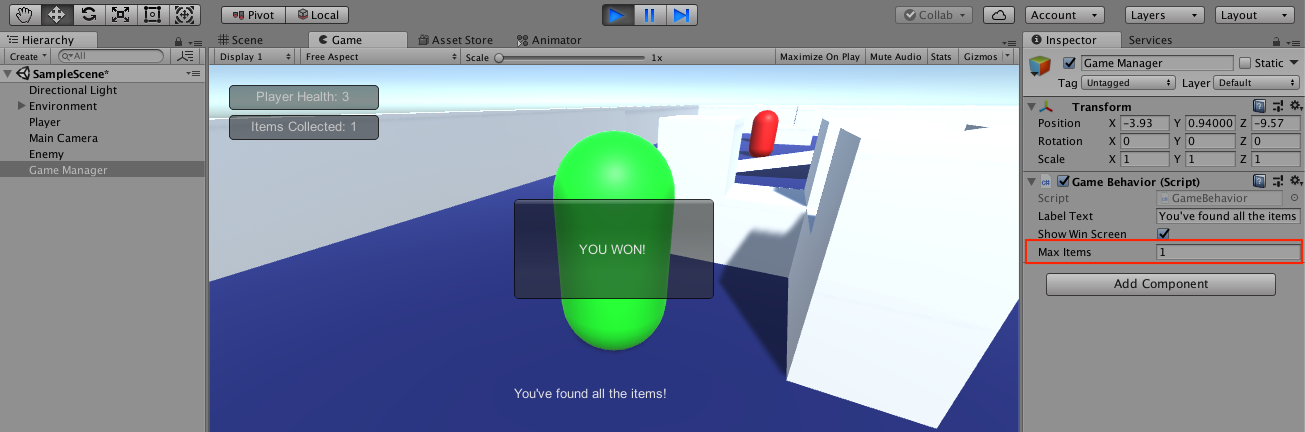 Pivot Local Collab Account Layers Layout
Hierarchy
Create All
SampleScene*
Directional Light
Environment
Player
Main Camera
Enemy
Game Manager
Scene Game Asset Store Animator
Display 1 Free Aspect Scale 1x Maximize On Play Mute Audio Stats Gizmos
Player Health: 3
Items Collected: 1
YOU WON!
You've found all the items!
Inspector Services
Game Manager Static
Tag Untagged Layer Default
Transform
Position X -3.93 Y 0.94000 Z -9.57
Rotation X 0 Y 0 Z 0
Scale X 1 Y 1 Z 1
Game Behavior (Script)
Script GameBehavior
Label Text You've found all the items
Show Win Screen
Max Items 1
Add Component